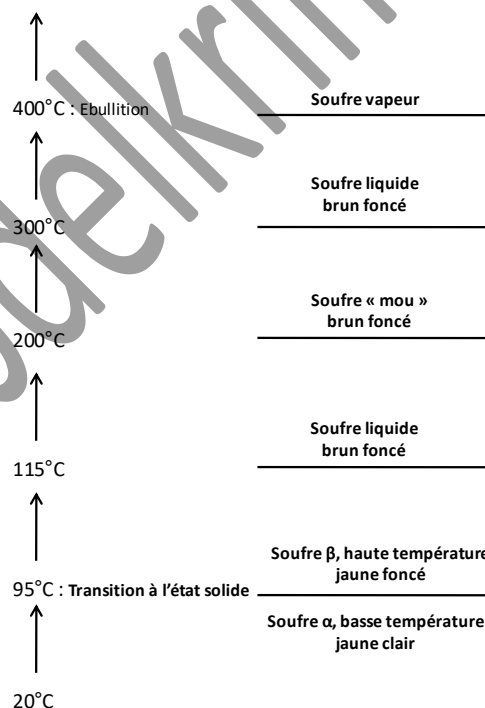 400°C : Ebullition
Soufre vapeur
Soufre liquide
brun foncé
300°C
Soufre « mou »
brun foncé
200°C
Soufre liquide
brun foncé
115°C
Soufre β, haute température
jaune foncé
95°C : Transition à l'état solide
Soufre α, basse température
jaune clair
20°C